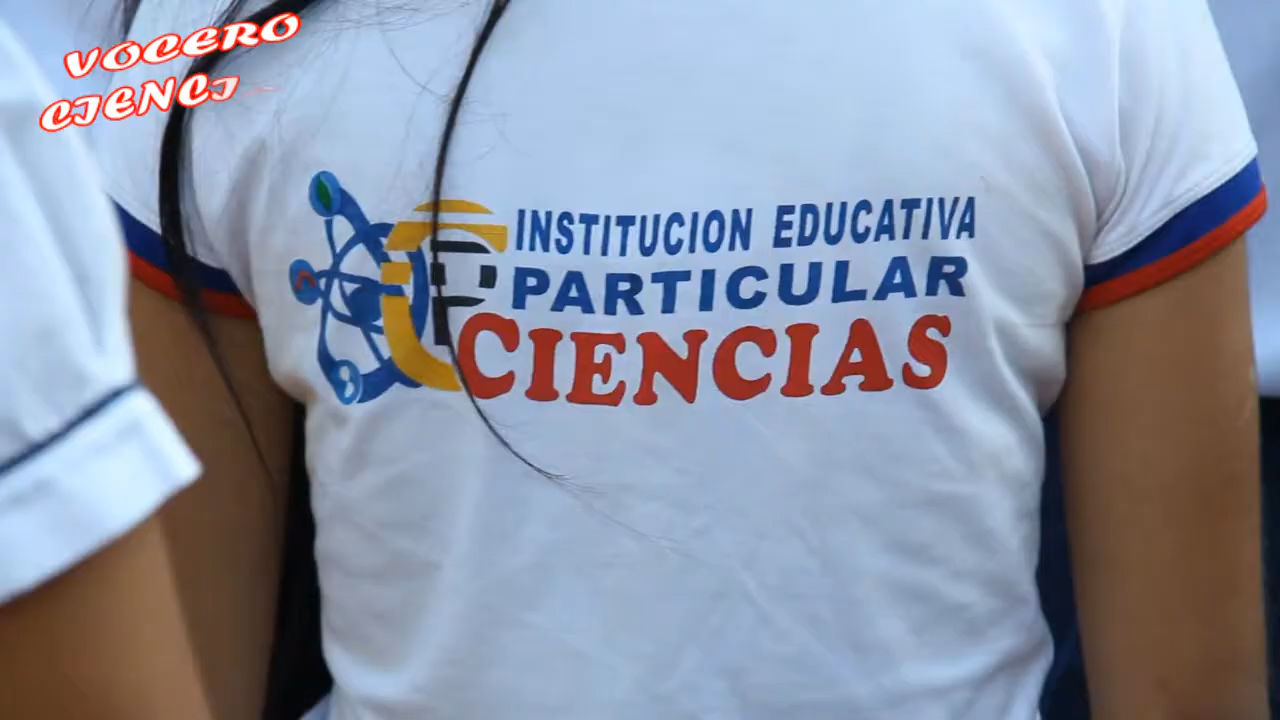 VOCERO
CIENCI
INSTITUCION EDUCATIVA
PARTICULAR
CIENCIAS